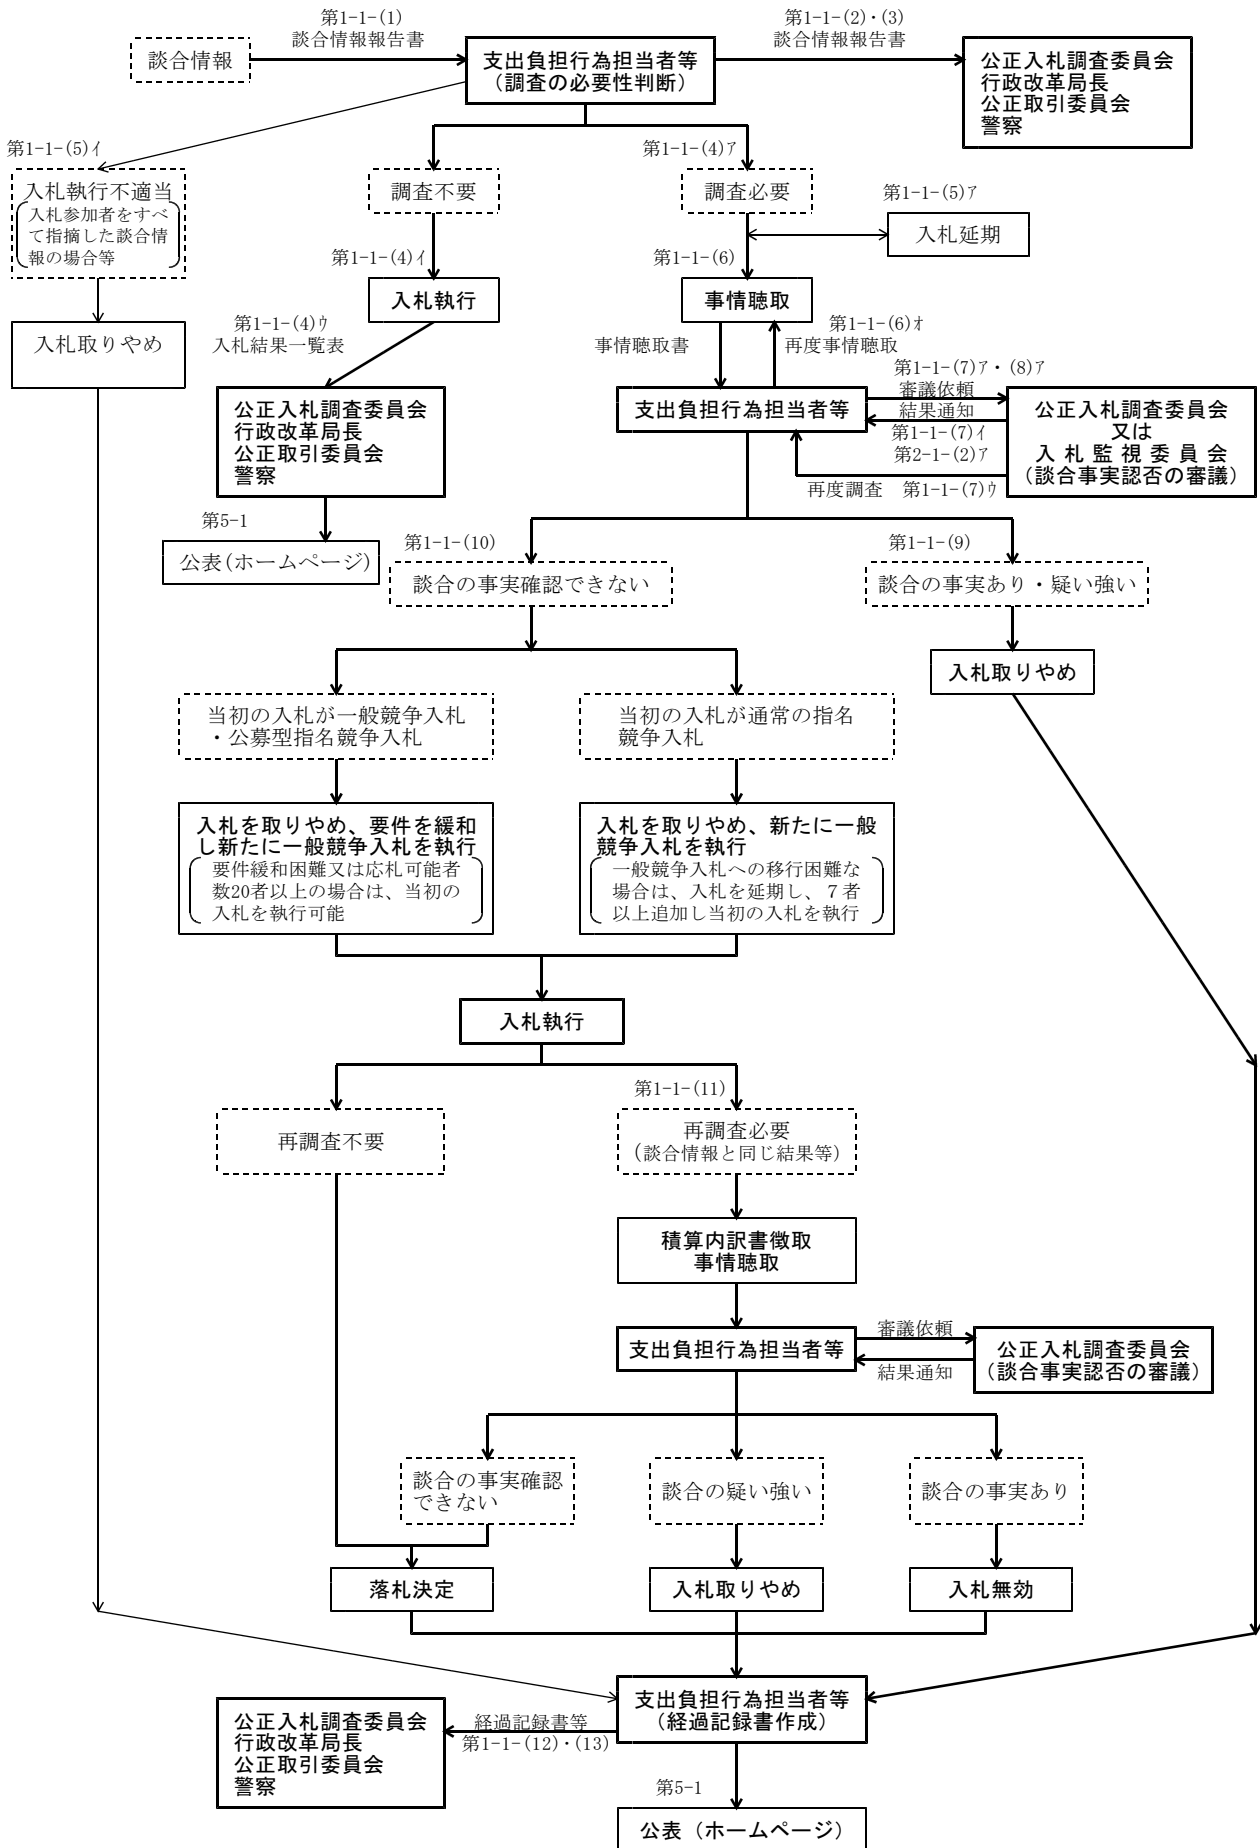 第1-1-(1)
談合情報報告書
第1-1-(2)・(3)
談合情報報告書
談合情報
支出負担行為担当者等
（調査の必要性判断）
公正入札調査委員会
行政改革局長
公正取引委員会
警察
第1-1-(5)ｲ
第1-1-(4)ｱ
入札執行不適当
入札参加者をすべ
て指摘した談合情
報の場合等
調査不要
調査必要
第1-1-(5)ｱ
入札延期
第1-1-(4)ｲ
第1-1-(6)
入札執行
事情聴取
入札取りやめ
第1-1-(4)ｳ
入札結果一覧表
事情聴取書
第1-1-(6)ｵ
再度事情聴取
第1-1-(7)ｱ・(8)ｱ
審議依頼
結果通知
第1-1-(7)ｲ
第2-1-(2)ｱ
再度調査　第1-1-(7)ｳ
公正入札調査委員会
行政改革局長
公正取引委員会
警察
支出負担行為担当者等
公正入札調査委員会
又は
入札監視委員会
（談合事実認否の審議）
第5-1
公表(ホームページ)
第1-1-(10)
第1-1-(9)
談合の事実確認できない
談合の事実あり・疑い強い
入札取りやめ
当初の入札が一般競争入札
・公募型指名競争入札
当初の入札が通常の指名
競争入札
入札を取りやめ、要件を緩和
し新たに一般競争入札を執行
要件緩和困難又は応札可能者
数20者以上の場合は、当初の
入札を執行可能
入札を取りやめ、新たに一般
競争入札を執行
一般競争入札への移行困難な
場合は、入札を延期し、７者
以上追加し当初の入札を執行
入札執行
第1-1-(11)
再調査不要
再調査必要
(談合情報と同じ結果等)
積算内訳書徴取
事情聴取
支出負担行為担当者等
審議依頼
結果通知
公正入札調査委員会
（談合事実認否の審議）
談合の事実確認
できない
談合の疑い強い
談合の事実あり
落札決定
入札取りやめ
入札無効
支出負担行為担当者等
（経過記録書作成）
経過記録書等
第1-1-(12)・(13)
公正入札調査委員会
行政改革局長
公正取引委員会
警察
第5-1
公表（ホームページ）